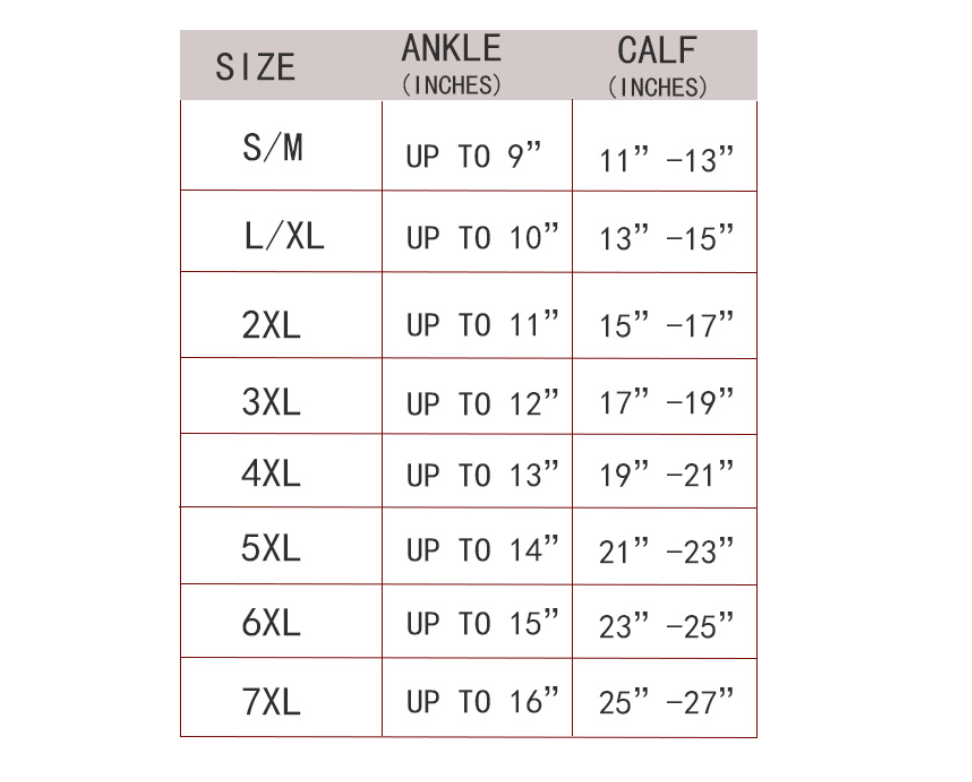 SIZE ANKLE (INCHES) CALF (INCHES)
S/M UP TO 9” 11” -13”
L/XL UP TO 10” 13” -15”
2XL UP TO 11” 15” -17”
3XL UP TO 12” 17” -19”
4XL UP TO 13” 19” -21”
5XL UP TO 14” 21” -23”
6XL UP TO 15” 23” -25”
7XL UP TO 16” 25” -27”